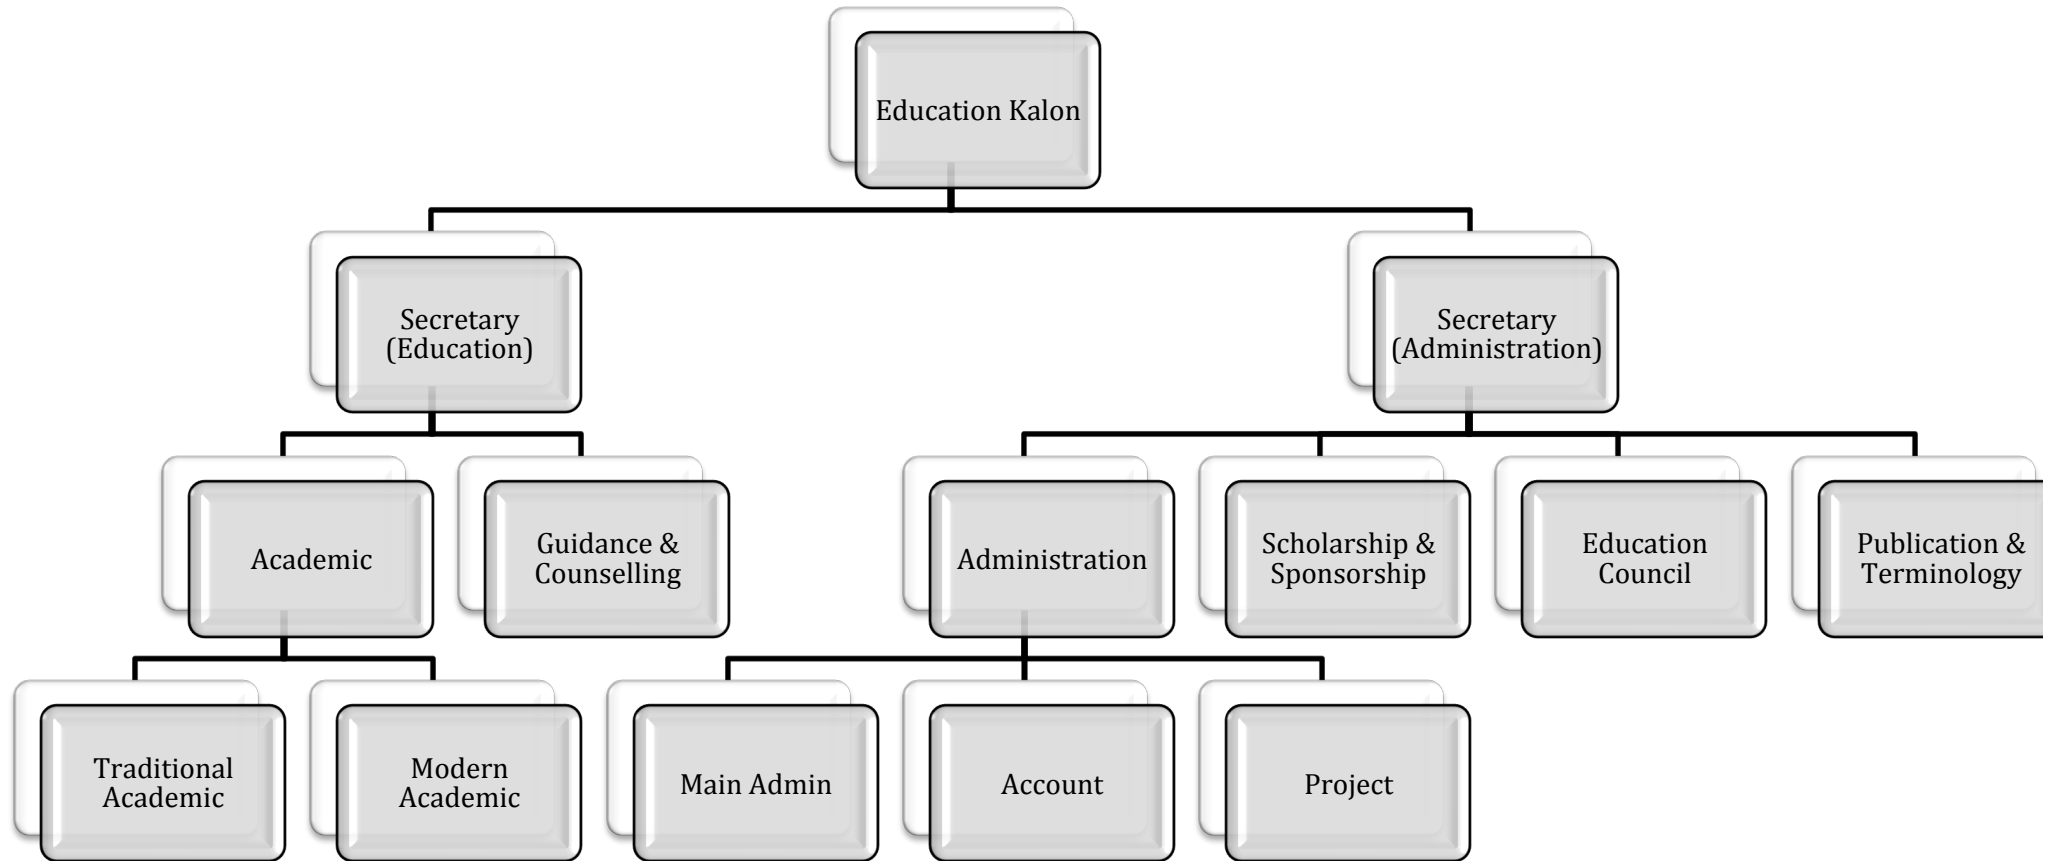 Education Kalon
Secretary
(Education)
Secretary
(Administration)
Academic
Guidance &
Counselling
Administration
Scholarship &
Sponsorship
Education
Council
Publication &
Terminology
Traditional
Academic
Modern
Academic
Main Admin
Account
Project